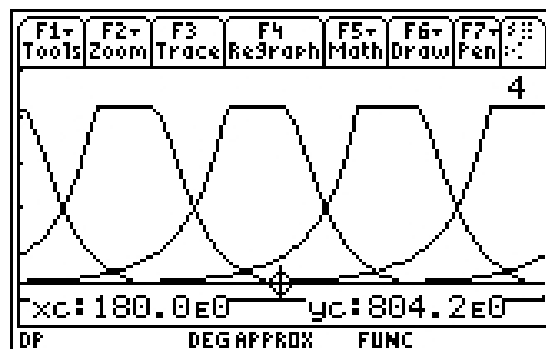 F1 F2 F3 F4 F5 F6 F7
Tools Zoom Trace ReGraph Math Draw Pen
4
xc:180.0E0 yc:804.2E0
DP DEG APPROX FUNC